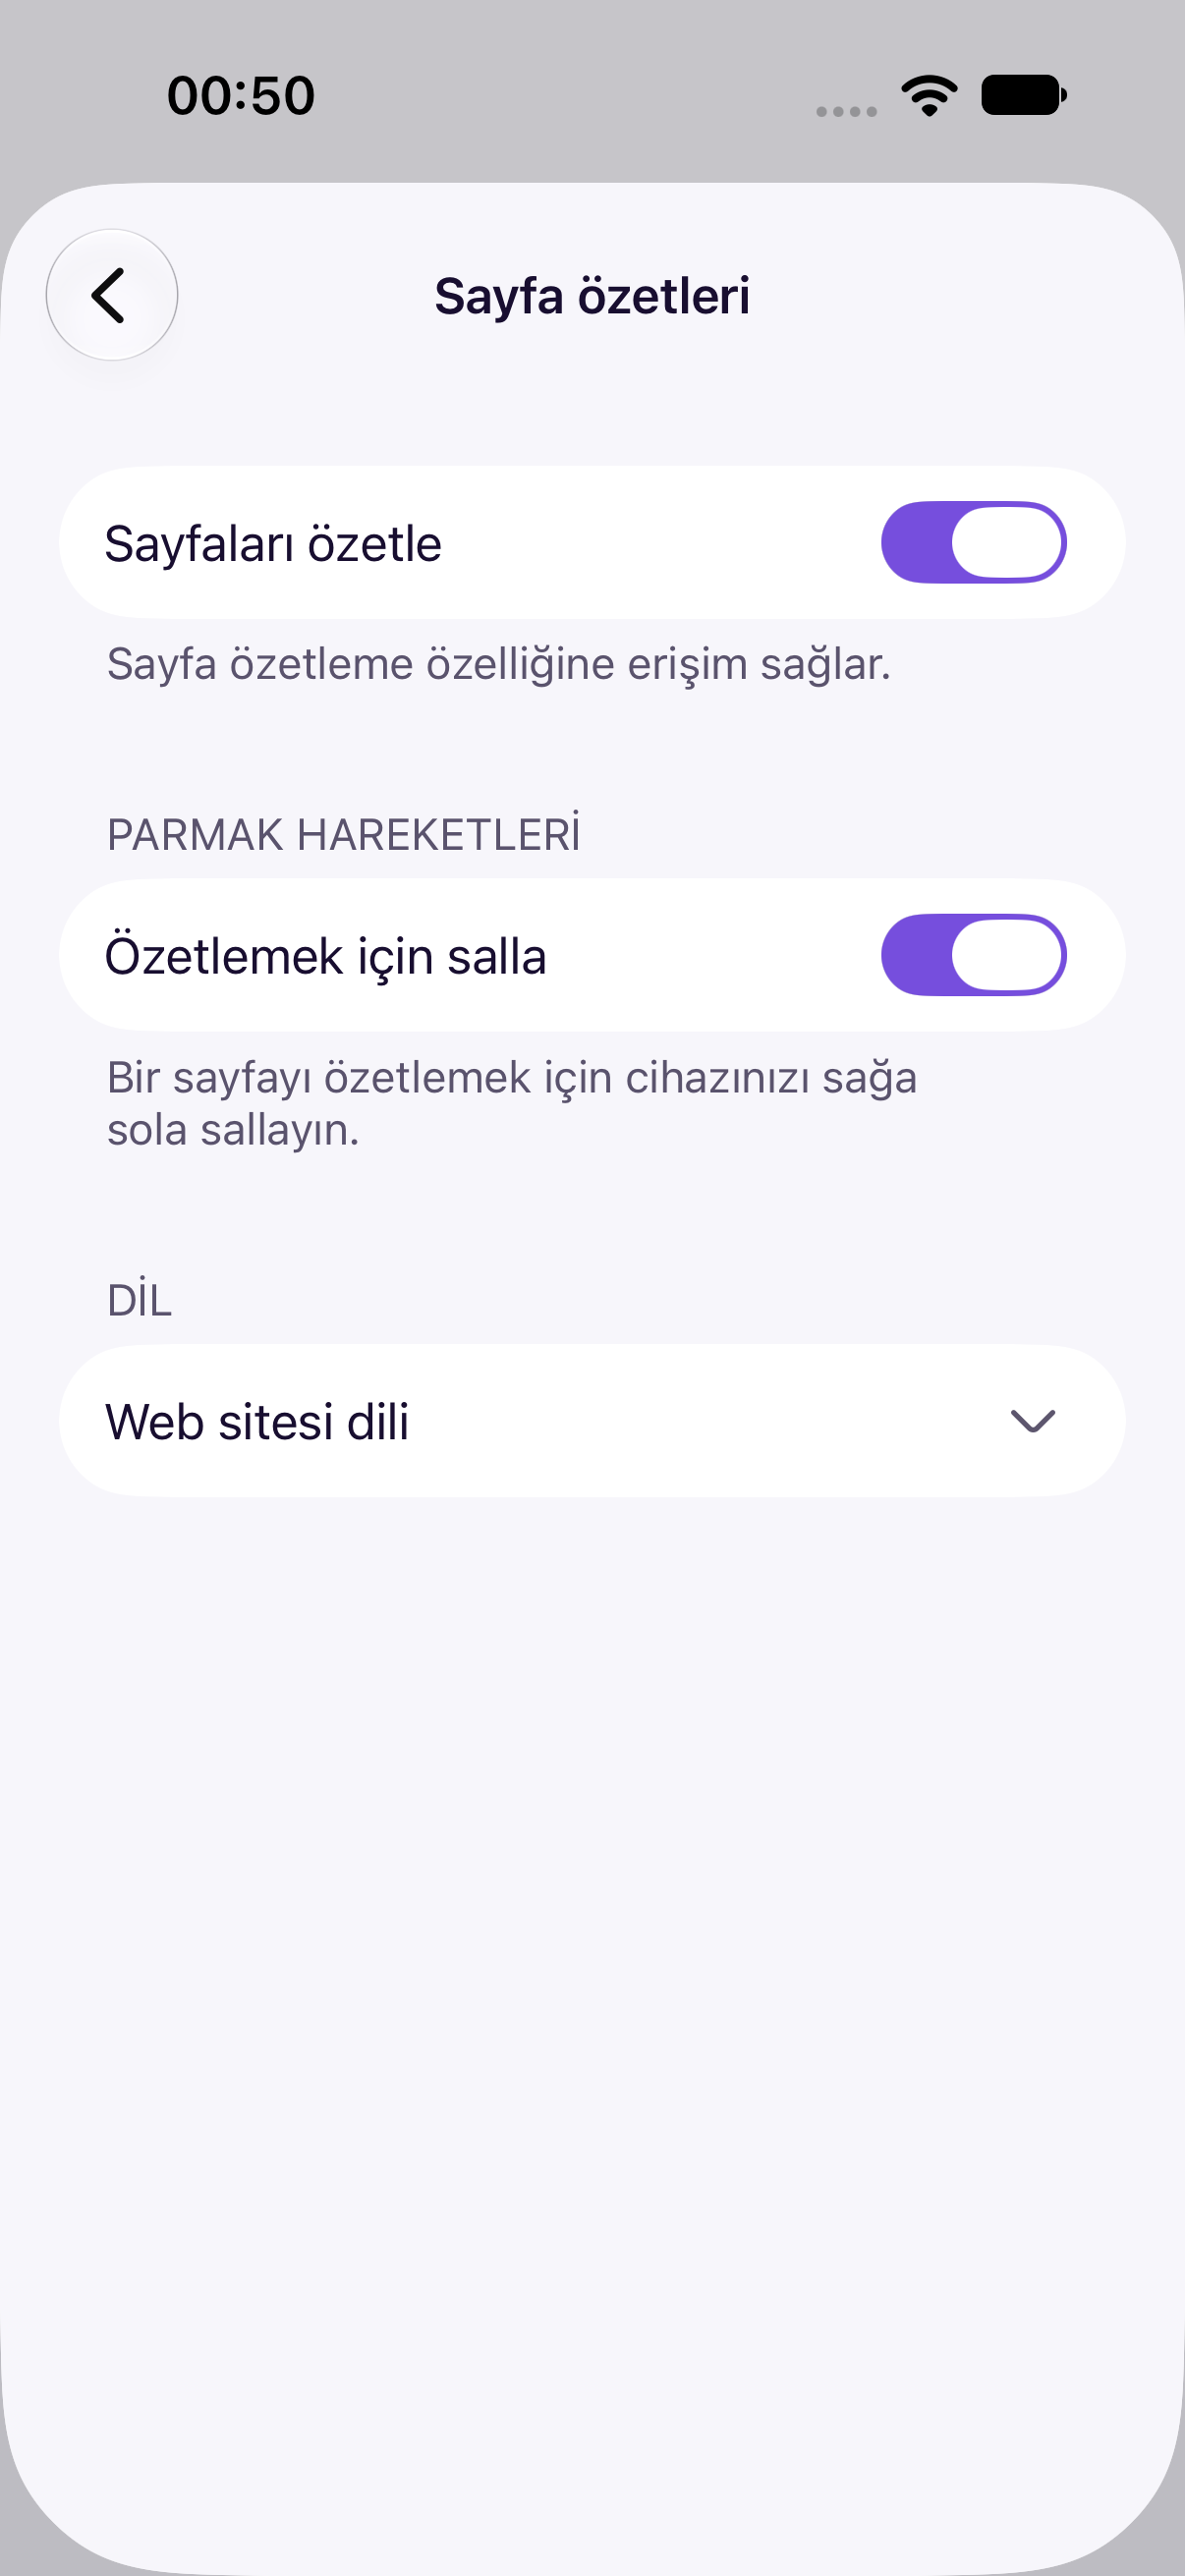 00:50
Sayfa özetleri
Sayfaları özetle
Sayfa özetleme özelliğine erişim sağlar.
PARMAK HAREKETLERİ
Özetlemek için salla
Bir sayfayı özetlemek için cihazınızı sağa
sola sallayın.
DİL
Web sitesi dili